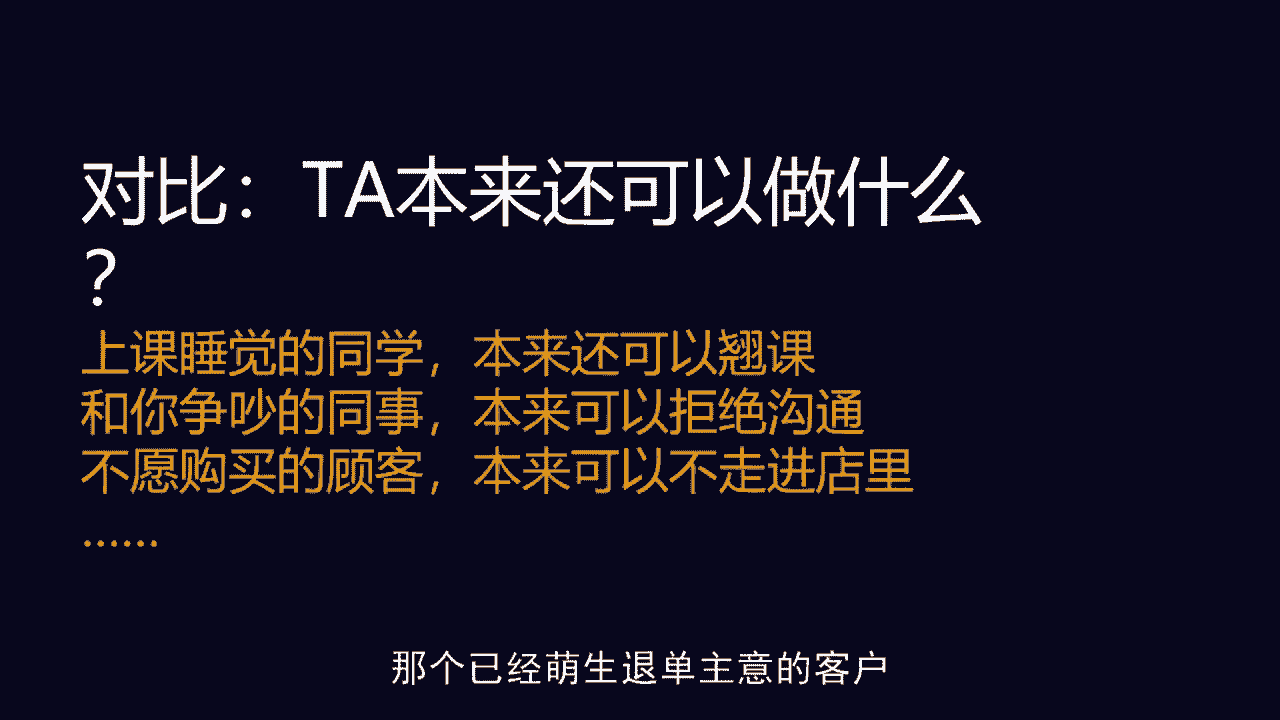 对比：TA本来还可以做什么
？
上课睡觉的同学，本来还可以翘课
和你争吵的同事，本来可以拒绝沟通
不愿购买的顾客，本来可以不走进店里
……
那个已经萌生退单主意的客户